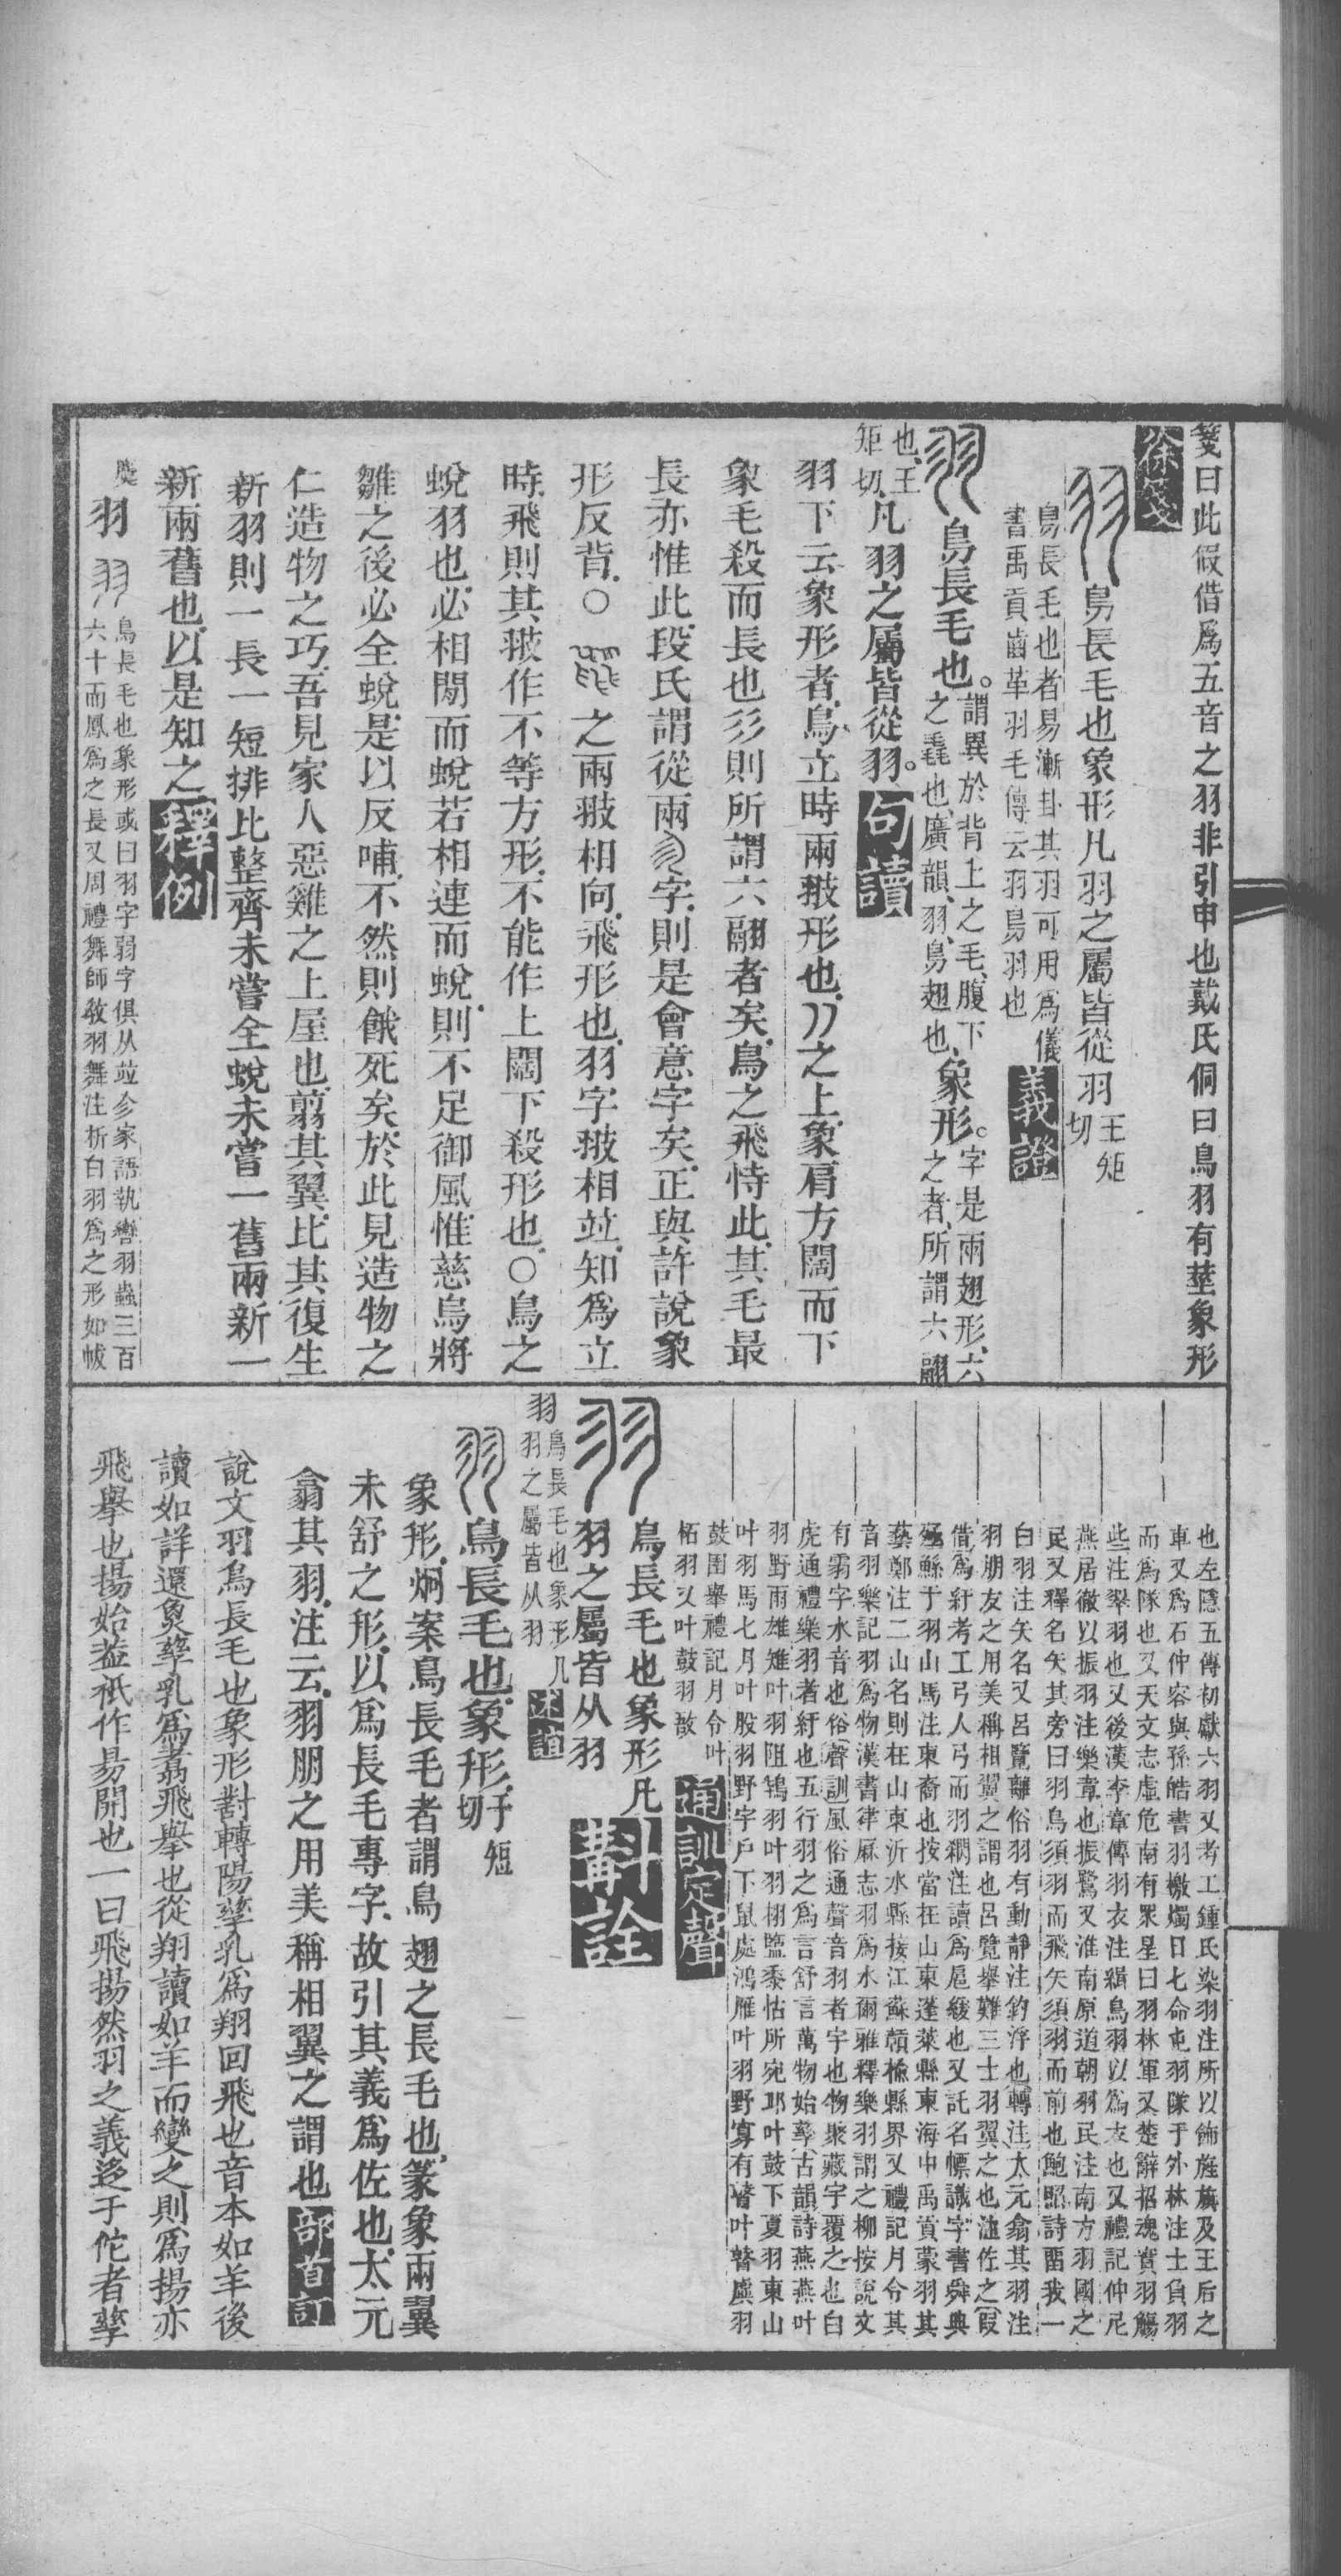 箋曰此假借爲五音之羽非引申也戴氏侗曰鳥羽有莖象形
徐箋
羽鳥長毛也象形凡羽之屬皆從羽王矩切
鳥長毛也者易漸卦其羽可用爲儀
書禹貢齒革羽毛傳云羽鳥羽也
義證
羽鳥長毛也。謂異於背上之毛、腹下
之毳也、廣韻、羽、鳥翅也、
象形。字是兩翅形、六
之者、所謂六翮
也、王
矩切、
凡羽之屬皆從羽。句讀
羽下云象形者、鳥立時兩翄形也、之上、象肩方闊而下
象毛殺而長也彡則所謂六翮者矣、鳥之飛恃此、其毛最
長亦惟此、段氏謂從兩字、則是會意字矣、正與許說象
形反背、○之兩翄相向、飛形也、羽字翄相竝、知爲立
時、飛則其翄作不等方形、不能作上闊下殺形也、○鳥之
蛻羽也、必相閒而蛻、若相連而蛻、則不足御風、惟慈烏將
雛之後必全蛻、是以反哺、不然則餓死矣、於此見造物之
仁造物之巧、吾見家人惡雞之上屋也、翦其翼、比其復生
新羽則一長一短排比整齊、未嘗全蛻未嘗一舊兩新一
新兩舊也、以是知之釋例
羽羽鳥長毛也象形或曰羽字弱字俱从竝彡家語執轡羽蟲三百
六十而鳳爲之長又周禮舞師敎羽舞注析白羽爲之形如帗
也左隱五傳初獻六羽又考工鍾氏染羽注所以飾旌旗及王后之
車又爲石仲容與孫皓書羽檄燭日七命屯羽隊于外林注士負羽
而爲隊也又天文志虛危南有衆星曰羽林軍又楚辭招魂實羽觴
些注翠羽也又後漢李章傳羽衣注緝鳥羽以爲衣也又禮記仲尼
燕居徹以振羽注樂章也振鷺又淮南原道朝羽民注南方羽國之
民又釋名矢其旁曰羽鳥須羽而飛矢須羽而前也鮑照詩留我一
白羽注矢名又呂覽離俗羽有動靜注鈞浮也轉注太元翕其羽注
羽朋友之用美稱相翼之謂也呂覽舉難三士羽翼之也注佐之假
借爲紆考工弓人弓而羽閷注讀爲扈緩也又託名幖識字書舜典
殛鯀于羽山馬注東裔也按當在山東蓬萊縣東海中禹貢蒙羽其
藝鄭注二山名則在山東沂水縣接江蘇贛楡縣界又禮記月令其
音羽樂記羽爲物漢書律厤志羽爲水爾雅釋樂羽謂之柳按說文
有䨞字水音也俗聲訓風俗通聲音羽者宇也物聚藏宇覆之也白
虎通禮樂羽者紆也五行羽之爲言舒言萬物始孳古韻詩燕燕叶
羽野雨雄雉叶羽阻鴇羽叶羽栩盬黍怙所宛邱叶鼓下夏羽東山
叶羽馬七月叶股羽野宇戶下鼠處鴻雁叶羽野寡有瞽叶瞽虡羽
鼓圉舉禮記月令叶
柘羽又叶鼓羽敔
通訓定聲
羽鳥長毛也象形凡
羽之屬皆从羽
斠詮
羽鳥長毛也象形凡
羽之屬皆从羽
述誼
羽鳥長毛也、象形、王矩切
象形、炯案鳥長毛者謂鳥翅之長毛也、篆象兩翼
未舒之形、以爲長毛專字、故引其義爲佐也、太元
翕其羽、注云、羽朋之用美稱相翼之謂也部首訂
說文羽鳥長毛也象形對轉陽孳乳爲翔回飛也音本如羊後
讀如詳還魚孳乳爲翥飛舉也從翔讀如羊而變之則爲揚亦
飛舉也揚始葢祇作昜開也一曰飛揚然羽之義迻于佗者孳